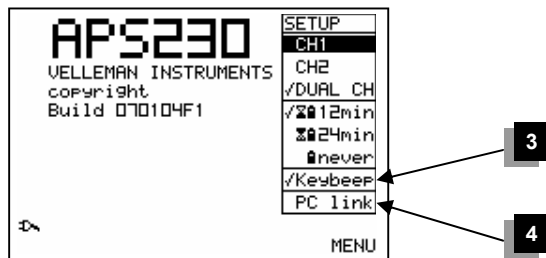 APS230
VELLEMAN INSTRUMENTS
copyright
Build 070104F1
SETUP
CH1
CH2
√DUAL CH
√12min
24min
never
√Keybeep
PC link
MENU
3
4